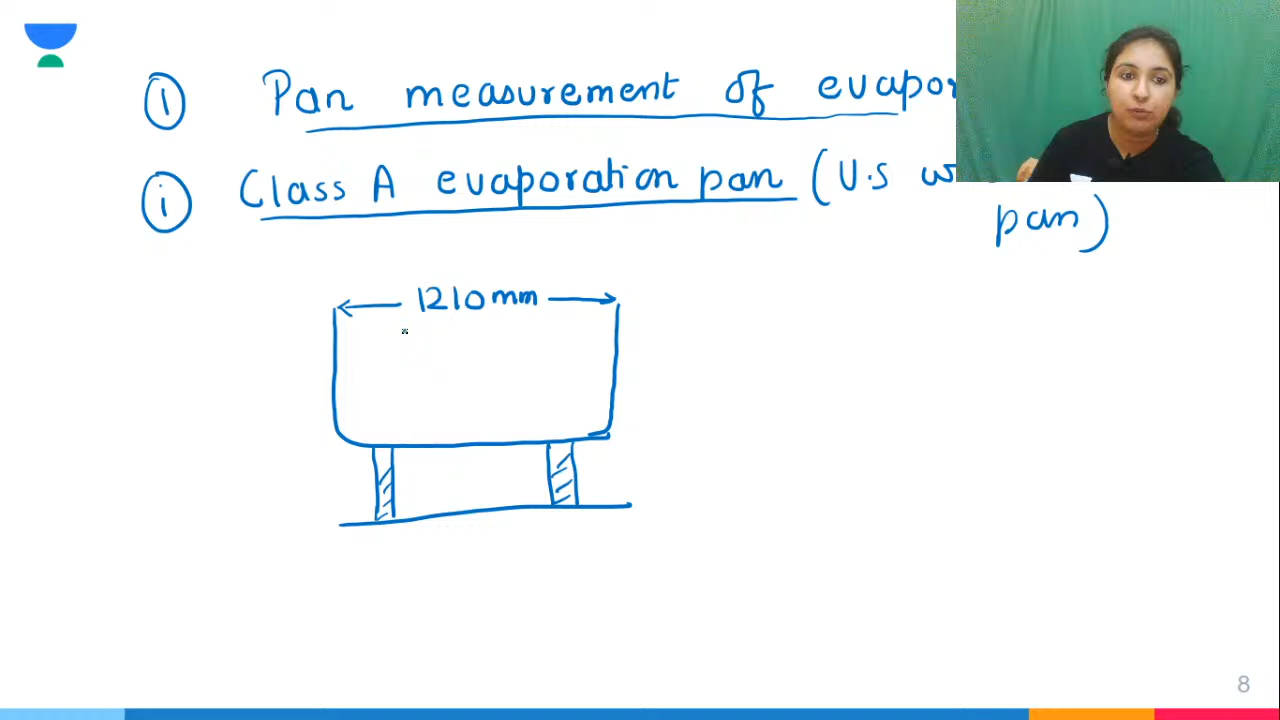 1 Pan measurement of evapor
i Class A evaporation pan (U.S w
pan)
1210mm
8